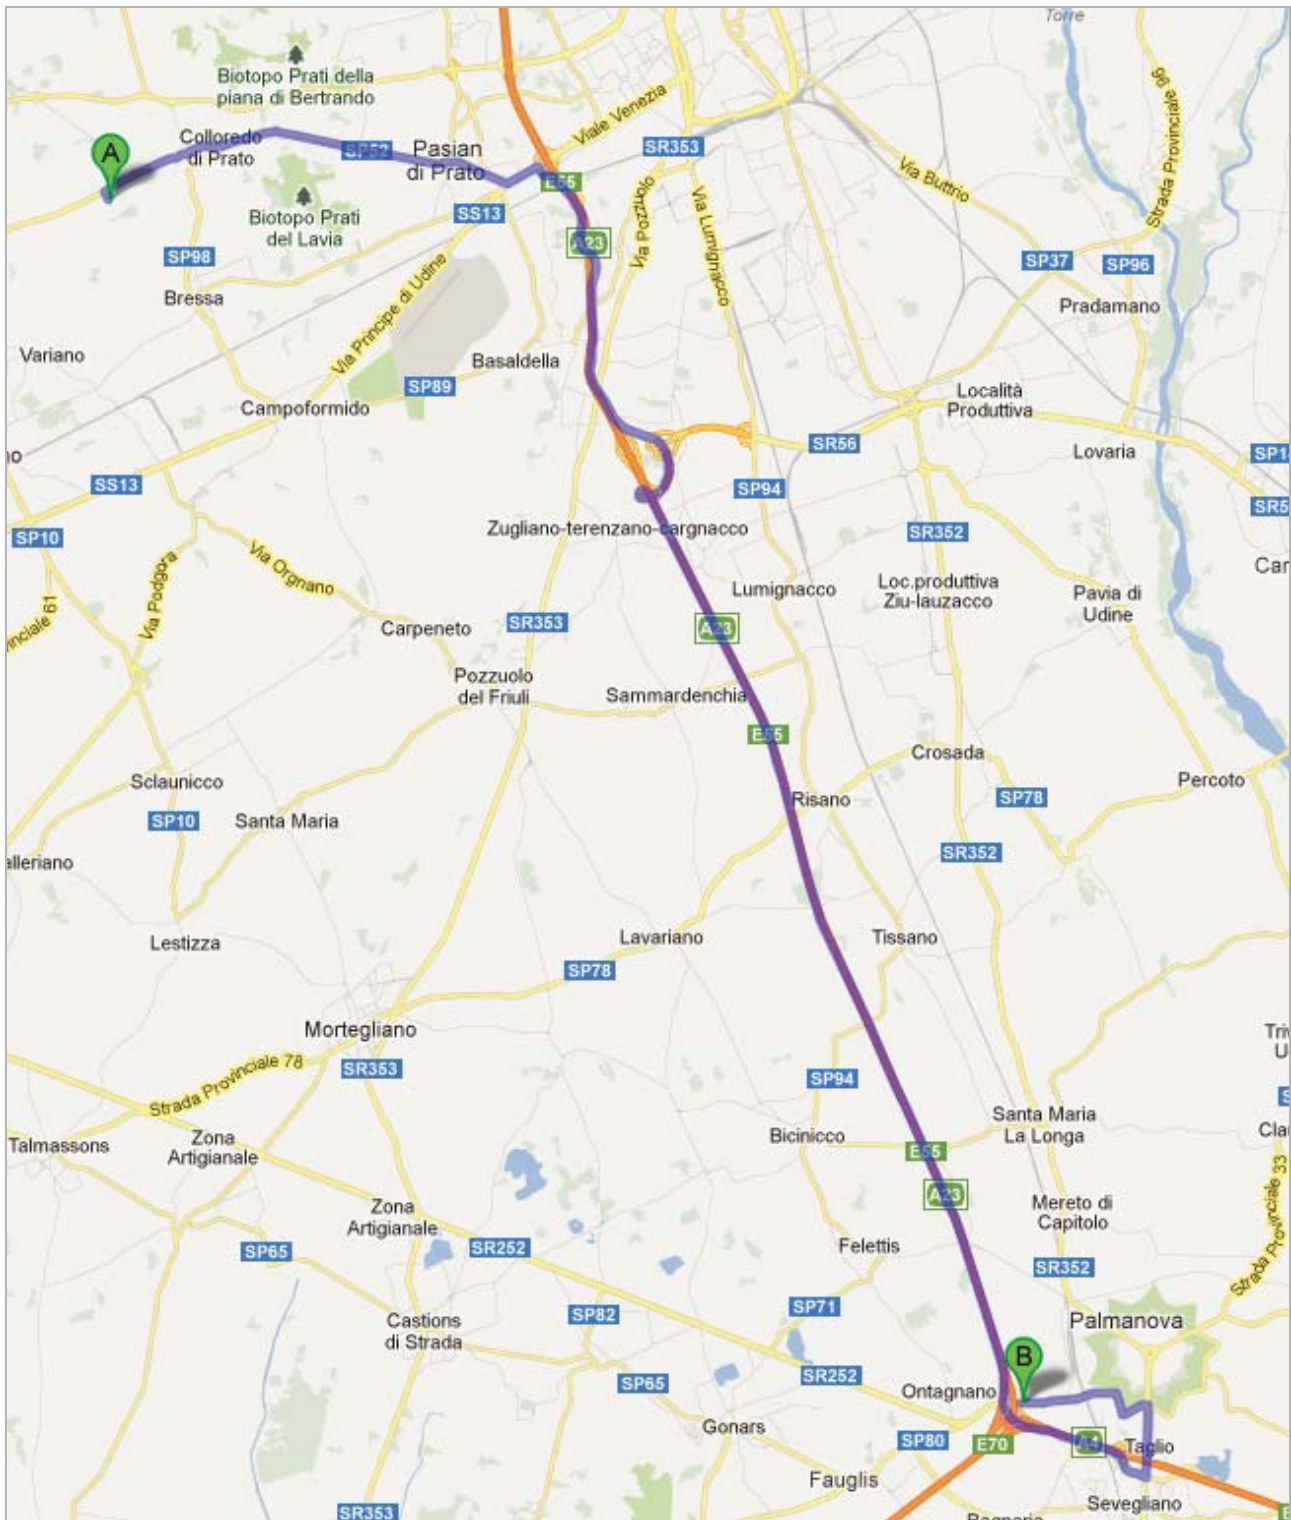 Torre
Biotopo Prati della
piana di Bertrando
Viale Venezia
Strada Provinciale 96
A
Colloredo
di Prato
SP52
Pasian
di Prato
SR353
E55
Via Buttrio
Biotopo Prati
del Lavia
SS13
Via Pozzuolo
Via Lumignacco
A23
SP98
SP37
SP96
Bressa
Via Principe di Udine
Pradamano
Variano
Basaldella
SP89
Campoformido
Località
Produttiva
SR56
Lovaria
SS13
SP94
SP10
Zugliano-terenzano-cargnacco
SR352
Via Podgora
Via Orgnano
Lumignacco
Loc.produttiva
Ziu-lauzacco
Pavia di
Udine
Carpeneto
SR353
A23
Pozzuolo
del Friuli
Sammardenchia
E55
Crosada
Sclaunicco
Percoto
Risano
SP78
SP10
Santa Maria
SR352
alleriano
Lestizza
Lavariano
Tissano
SP78
Mortegliano
SR353
Strada Provinciale 78
SP94
Santa Maria
La Longa
Talmassons
Zona
Artigianale
Bicinicco
E55
Strada Provinciale 33
A23
Zona
Artigianale
Mereto di
Capitolo
SP65
SR252
Felettis
SR352
Castions
di Strada
SP82
SP71
Palmanova
B
SP65
SR252
Ontagnano
Gonars
SP80
E70
A4
Taglio
Fauglis
Sevegliano
SR353